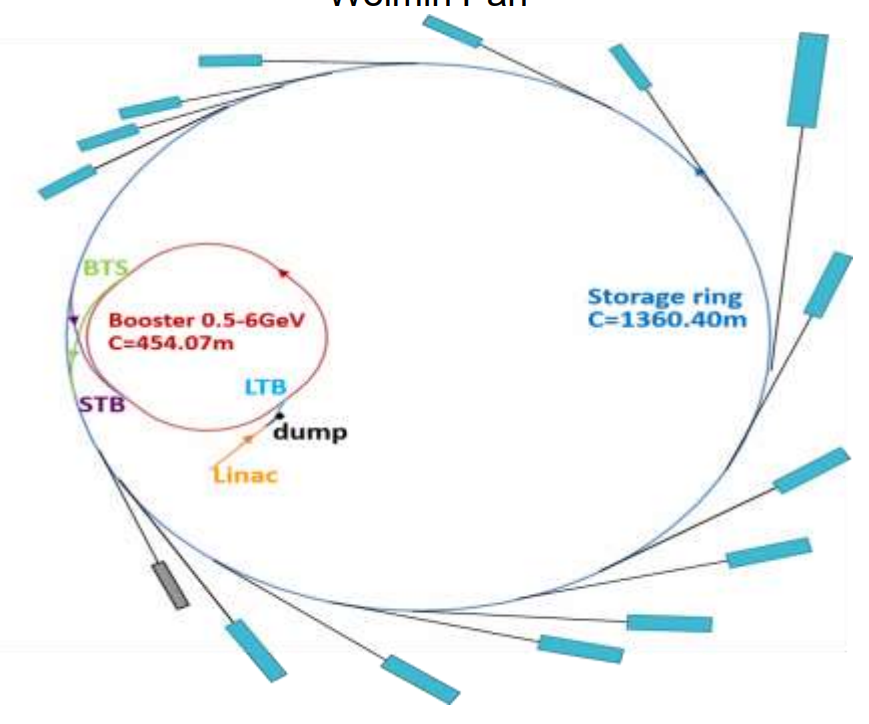 BTS
Booster 0.5-6GeV
C=454.07m
Storage ring
C=1360.40m
LTB
STB
dump
Linac